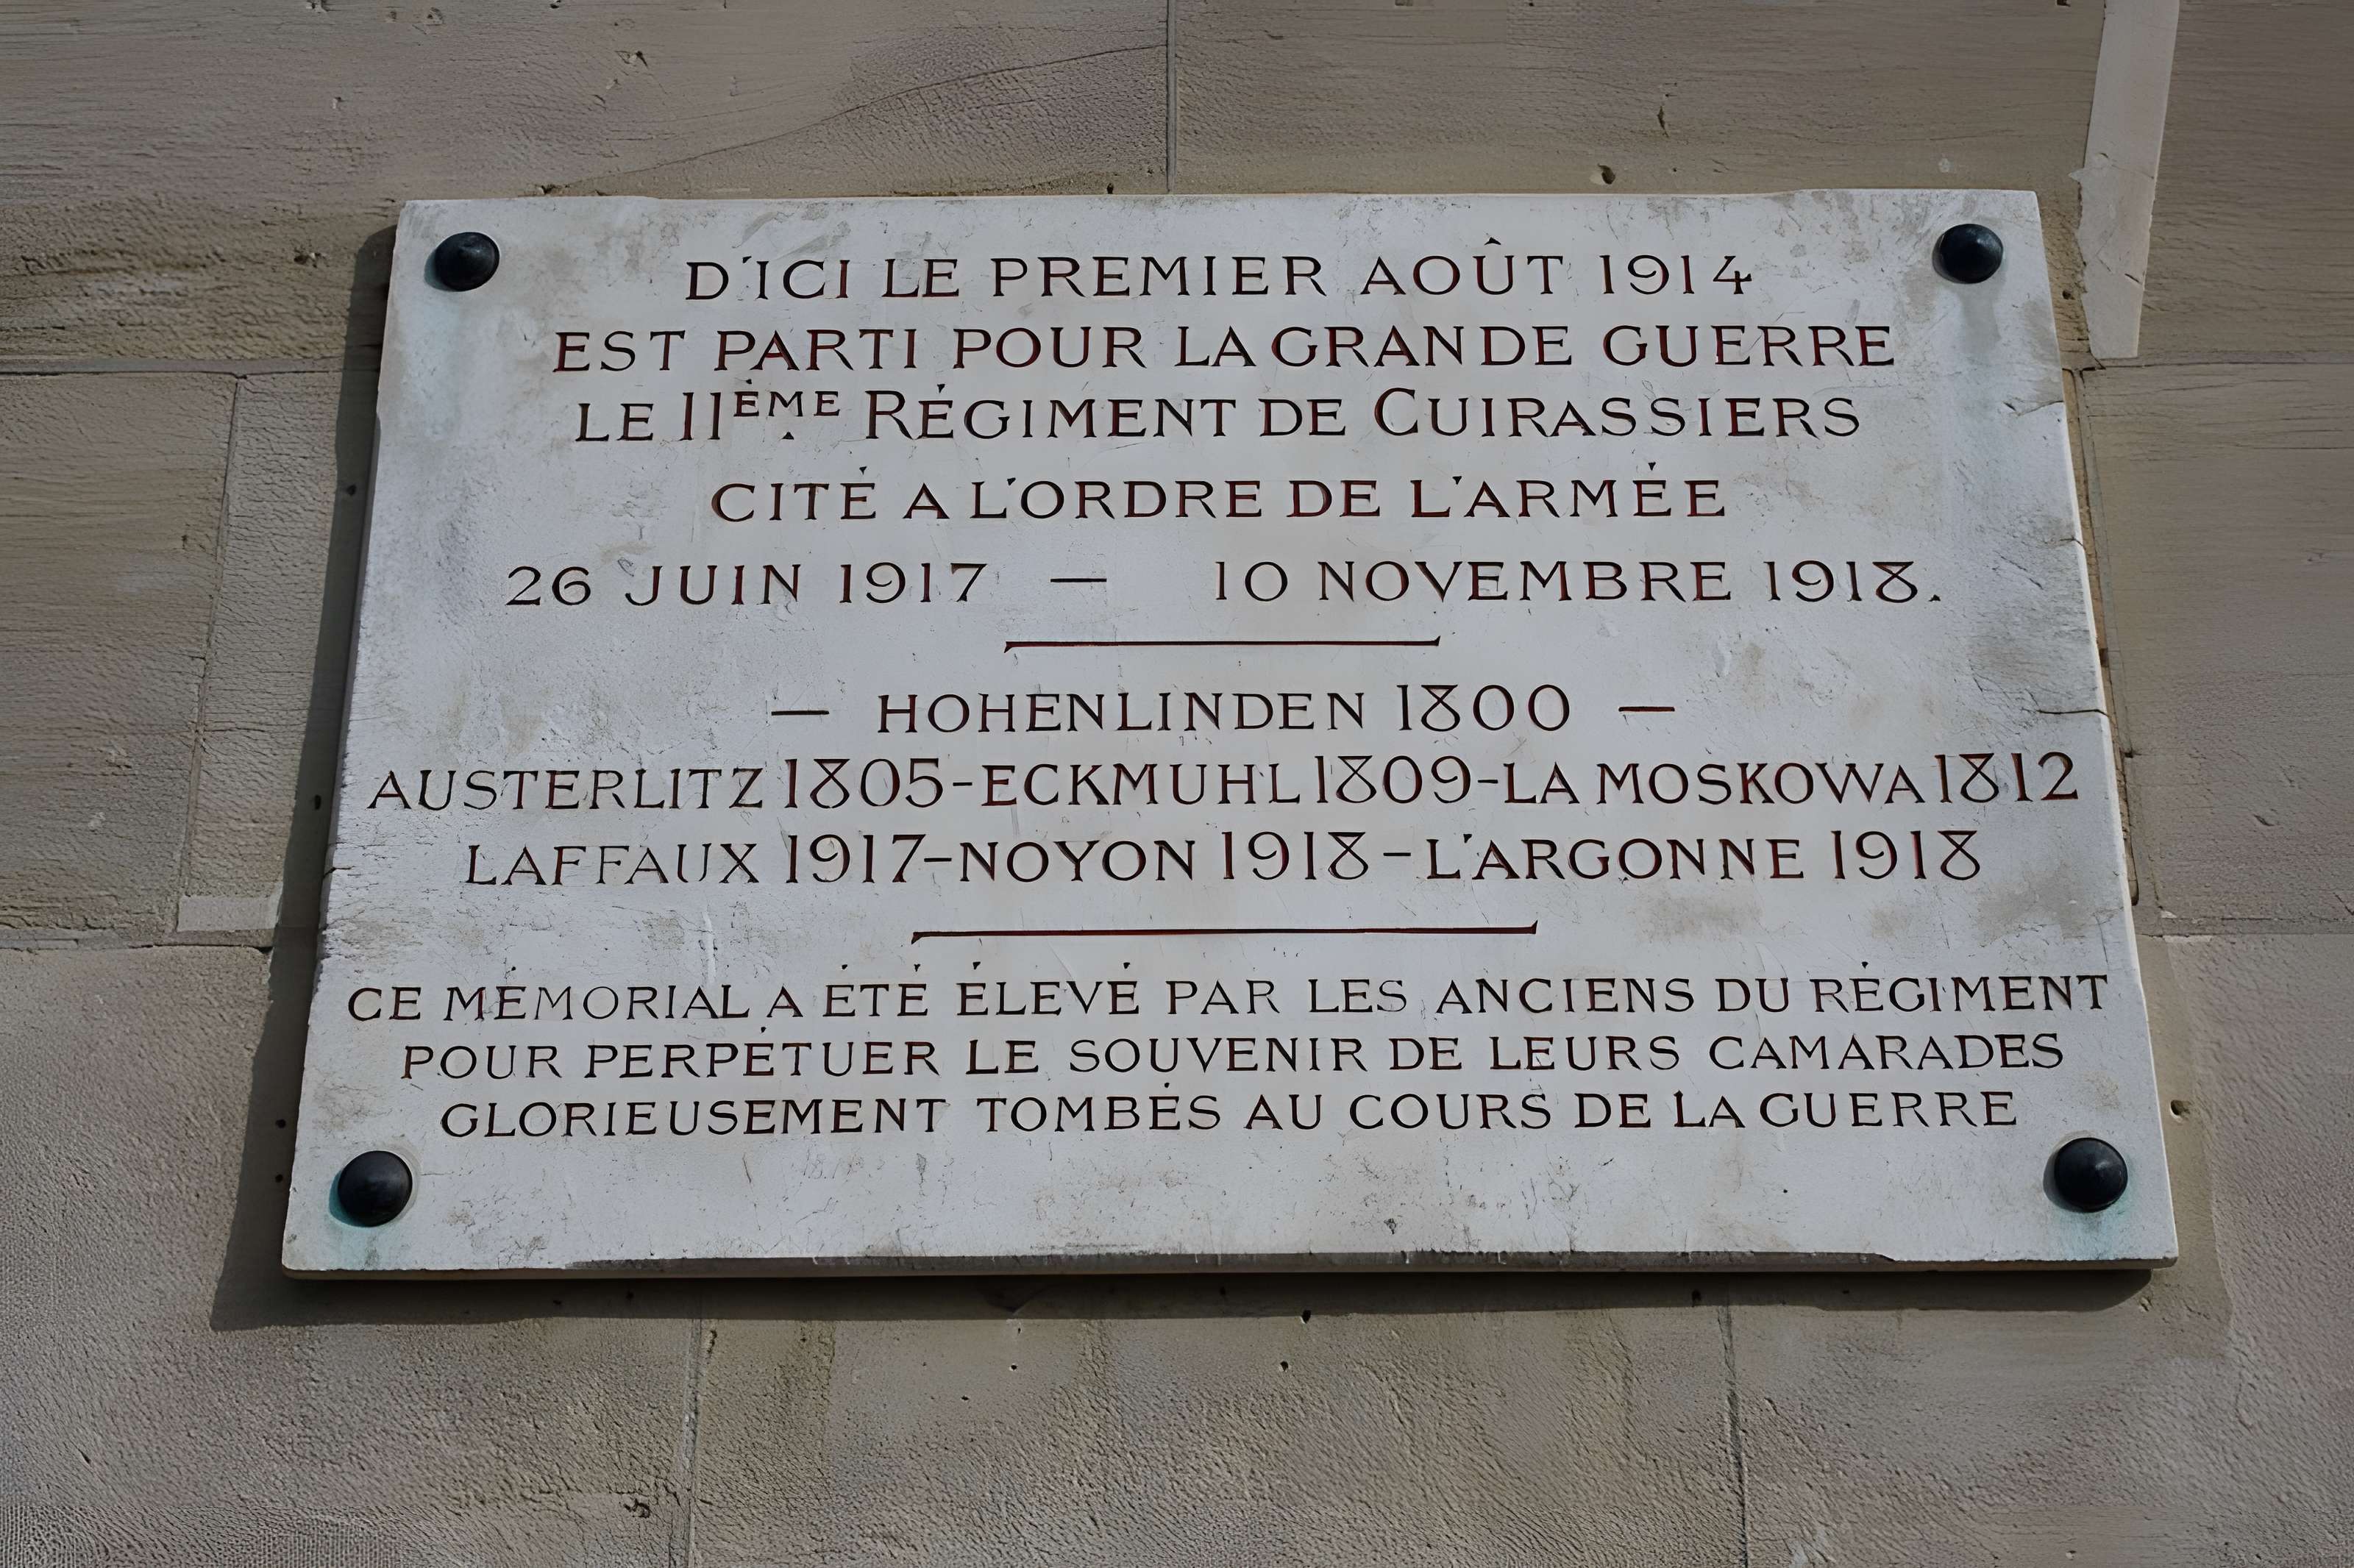 D'ICI LE PREMIER AOÛT 1914
EST PARTI POUR LA GRANDE GUERRE
LE 11ÈME RÉGIMENT DE CUIRASSIERS
CITÉ A L'ORDRE DE L'ARMÉE
26 JUIN 1917 — 10 NOVEMBRE 1918.
— HOHENLINDEN 1800 —
AUSTERLITZ 1805-ECKMUHL 1809-LA MOSKOWA 1812
LAFFAUX 1917-NOYON 1918-L'ARGONNE 1918
CE MÉMORIAL A ÉTÉ ÉLEVÉ PAR LES ANCIENS DU RÉGIMENT
POUR PERPÉTUER LE SOUVENIR DE LEURS CAMARADES
GLORIEUSEMENT TOMBÉS AU COURS DE LA GUERRE